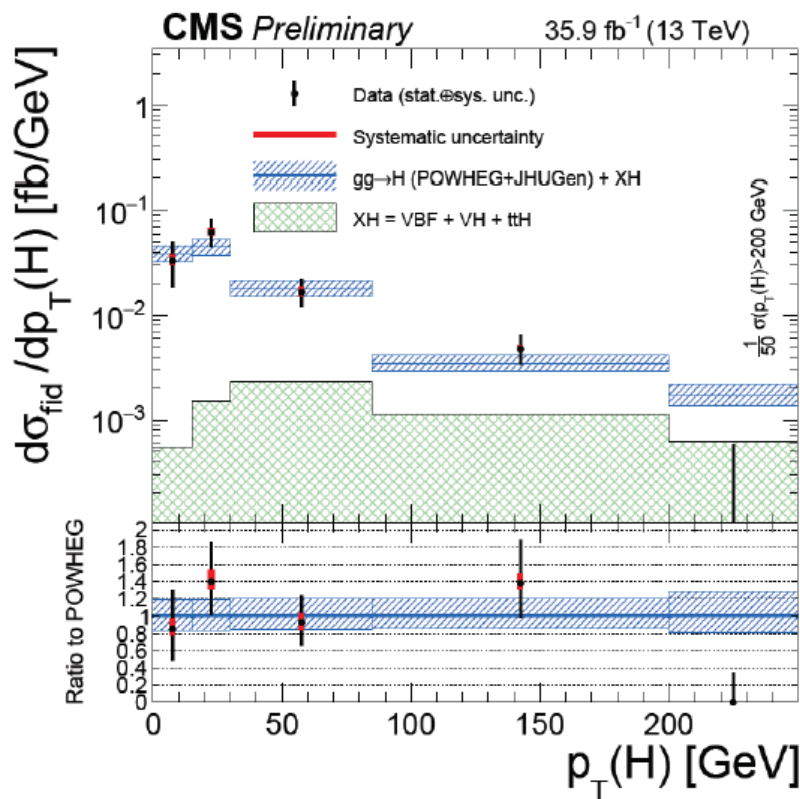 CMS Preliminary 35.9 fb⁻¹ (13 TeV)
dσfid /dpT(H) [fb/GeV]
1
10⁻¹
10⁻²
10⁻³
Data (stat.⊕sys. unc.)
Systematic uncertainty
gg→H (POWHEG+JHUGen) + XH
XH = VBF + VH + ttH
1/50 σ(pT(H)>200 GeV)
Ratio to POWHEG
2
1.8
1.6
1.4
1.2
1
0.8
0.6
0.4
0.2
0
0 50 100 150 200
pT(H) [GeV]